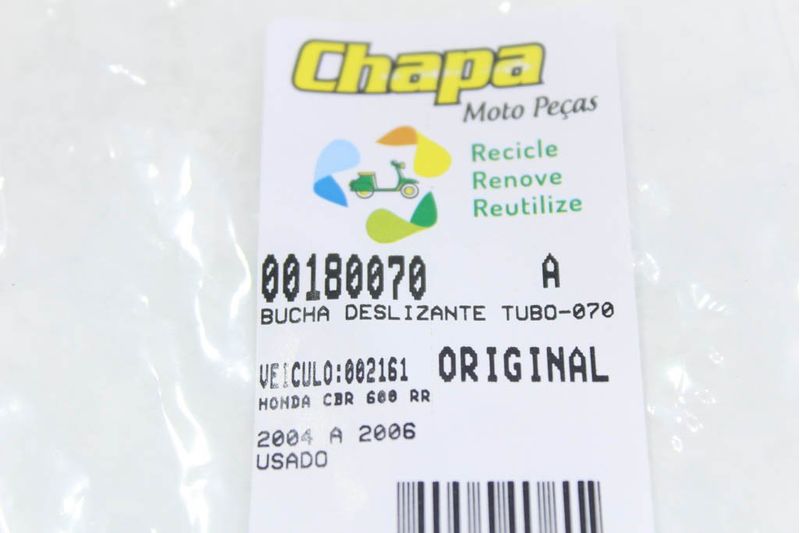 Chapa
Moto Peças
Recicle
Renove
Reutilize
00180070 A
BUCHA DESLIZANTE TUBO-070
VEICULO:002161 ORIGINAL
HONDA CBR 600 RR
2004 A 2006
USADO